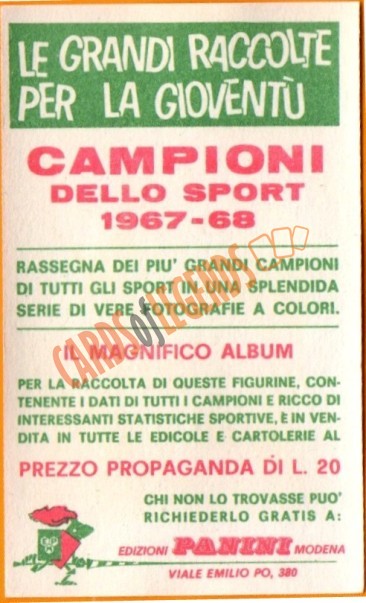 LE GRANDI RACCOLTE
PER LA GIOVENTÙ
CAMPIONI
DELLO SPORT
1967-68
RASSEGNA DEI PIU' GRANDI CAMPIONI
DI TUTTI GLI SPORT IN UNA SPLENDIDA
SERIE DI VERE FOTOGRAFIE A COLORI.
IL MAGNIFICO ALBUM
PER LA RACCOLTA DI QUESTE FIGURINE, CON-
TENENTE I DATI DI TUTTI I CAMPIONI E RICCO DI
INTERESSANTI STATISTICHE SPORTIVE, È IN VEN-
DITA IN TUTTE LE EDICOLE E CARTOLERIE AL
PREZZO PROPAGANDA DI L. 20
CHI NON LO TROVASSE PUO'
RICHIEDERLO GRATIS A:
EDIZIONI PANINI MODENA
VIALE EMILIO PO, 380
CARDS OF LEGENDS